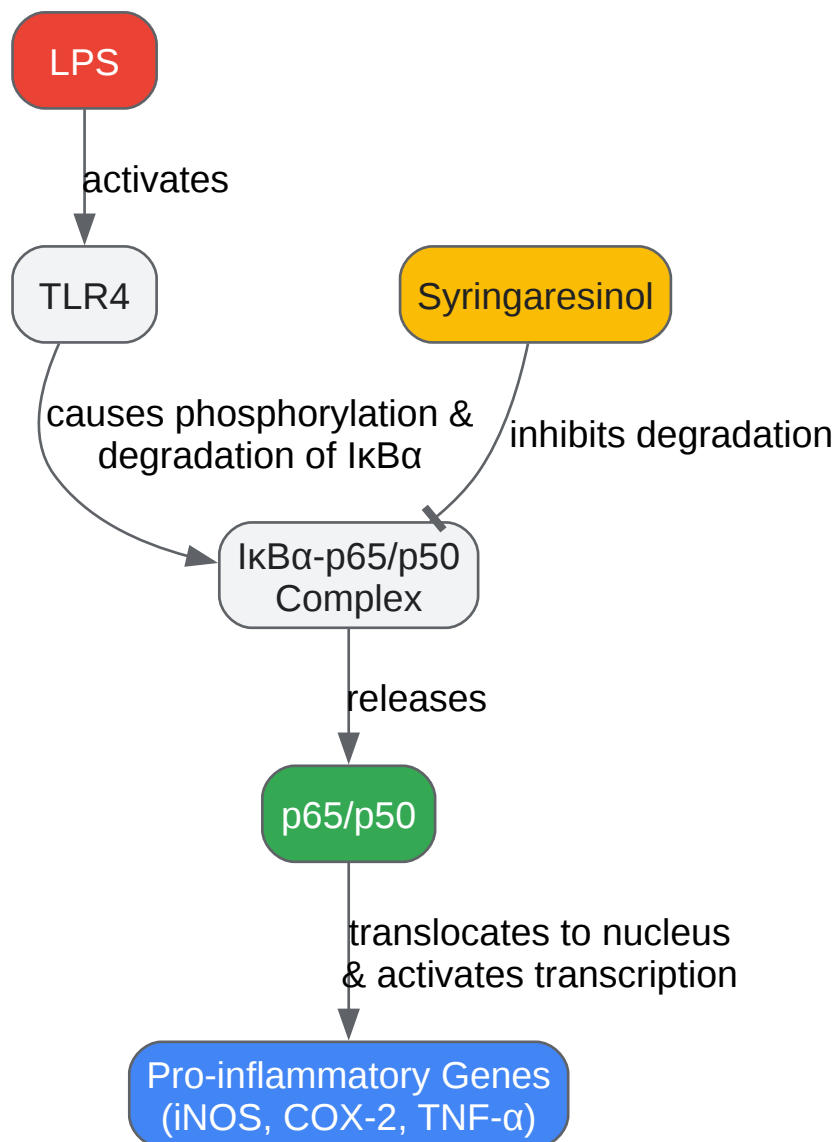 LPS
activates
TLR4
Syringaresinol
causes phosphorylation &
degradation of IκBα
inhibits degradation
IκBα-p65/p50
Complex
releases
p65/p50
translocates to nucleus
& activates transcription
Pro-inflammatory Genes
(iNOS, COX-2, TNF-α)